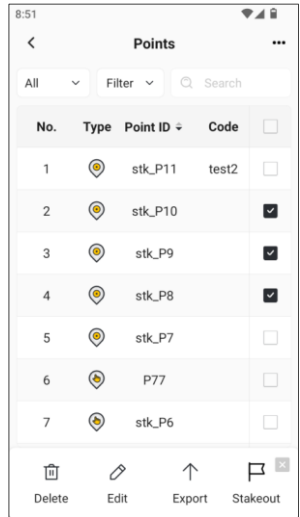 8:51
Points
All Filter Search
No. Type Point ID Code
1 stk_P11 test2
2 stk_P10
3 stk_P9
4 stk_P8
5 stk_P7
6 P77
7 stk_P6
Delete Edit Export Stakeout